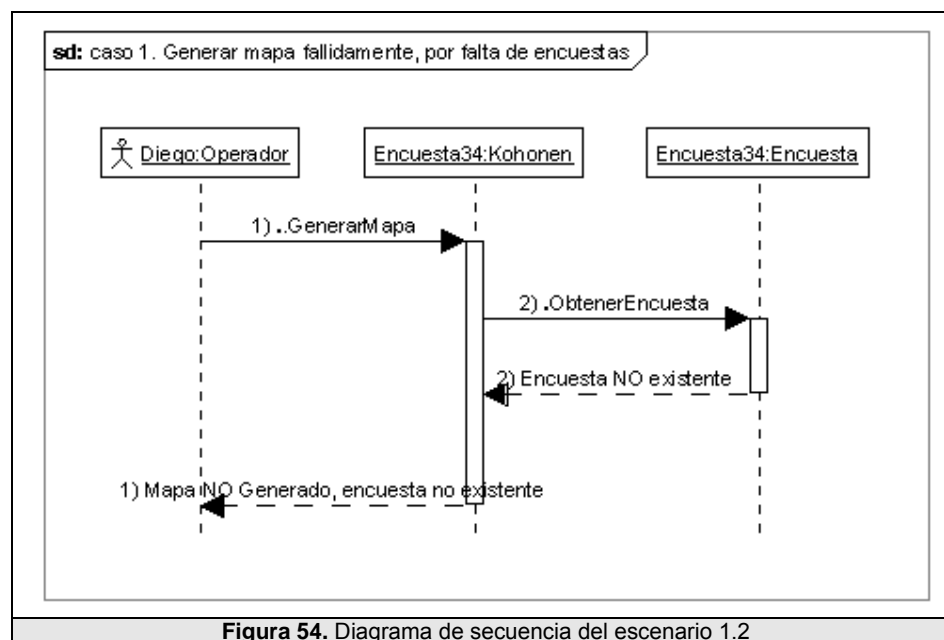 sd: caso 1. Generar mapa fallidamente, por falta de encuestas
Diego:Operador
Encuesta34:Kohonen
Encuesta34:Encuesta
1) ..GenerarMapa
2) .ObtenerEncuesta
2) Encuesta NO existente
1) Mapa NO Generado, encuesta no existente
Figura 54. Diagrama de secuencia del escenario 1.2